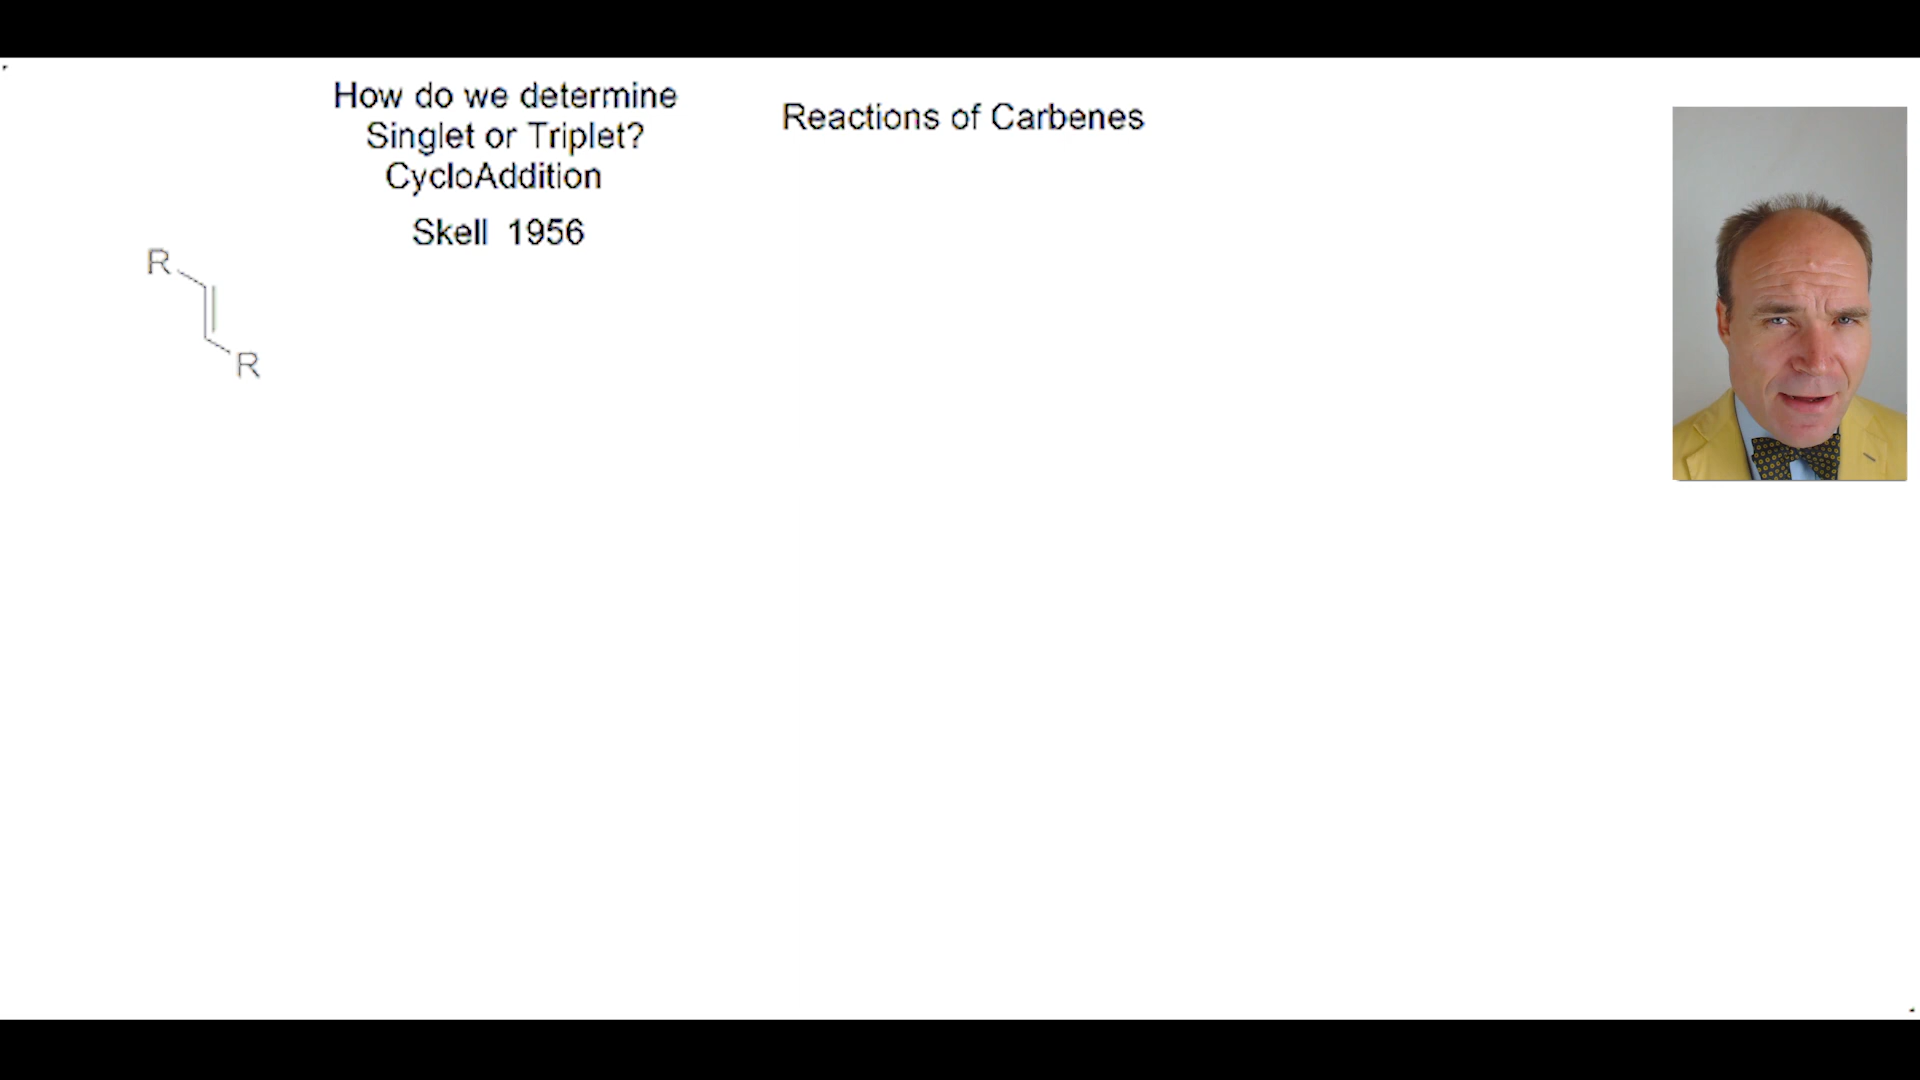 How do we determine
Singlet or Triplet?
CycloAddition
Skell 1956
Reactions of Carbenes
R
R